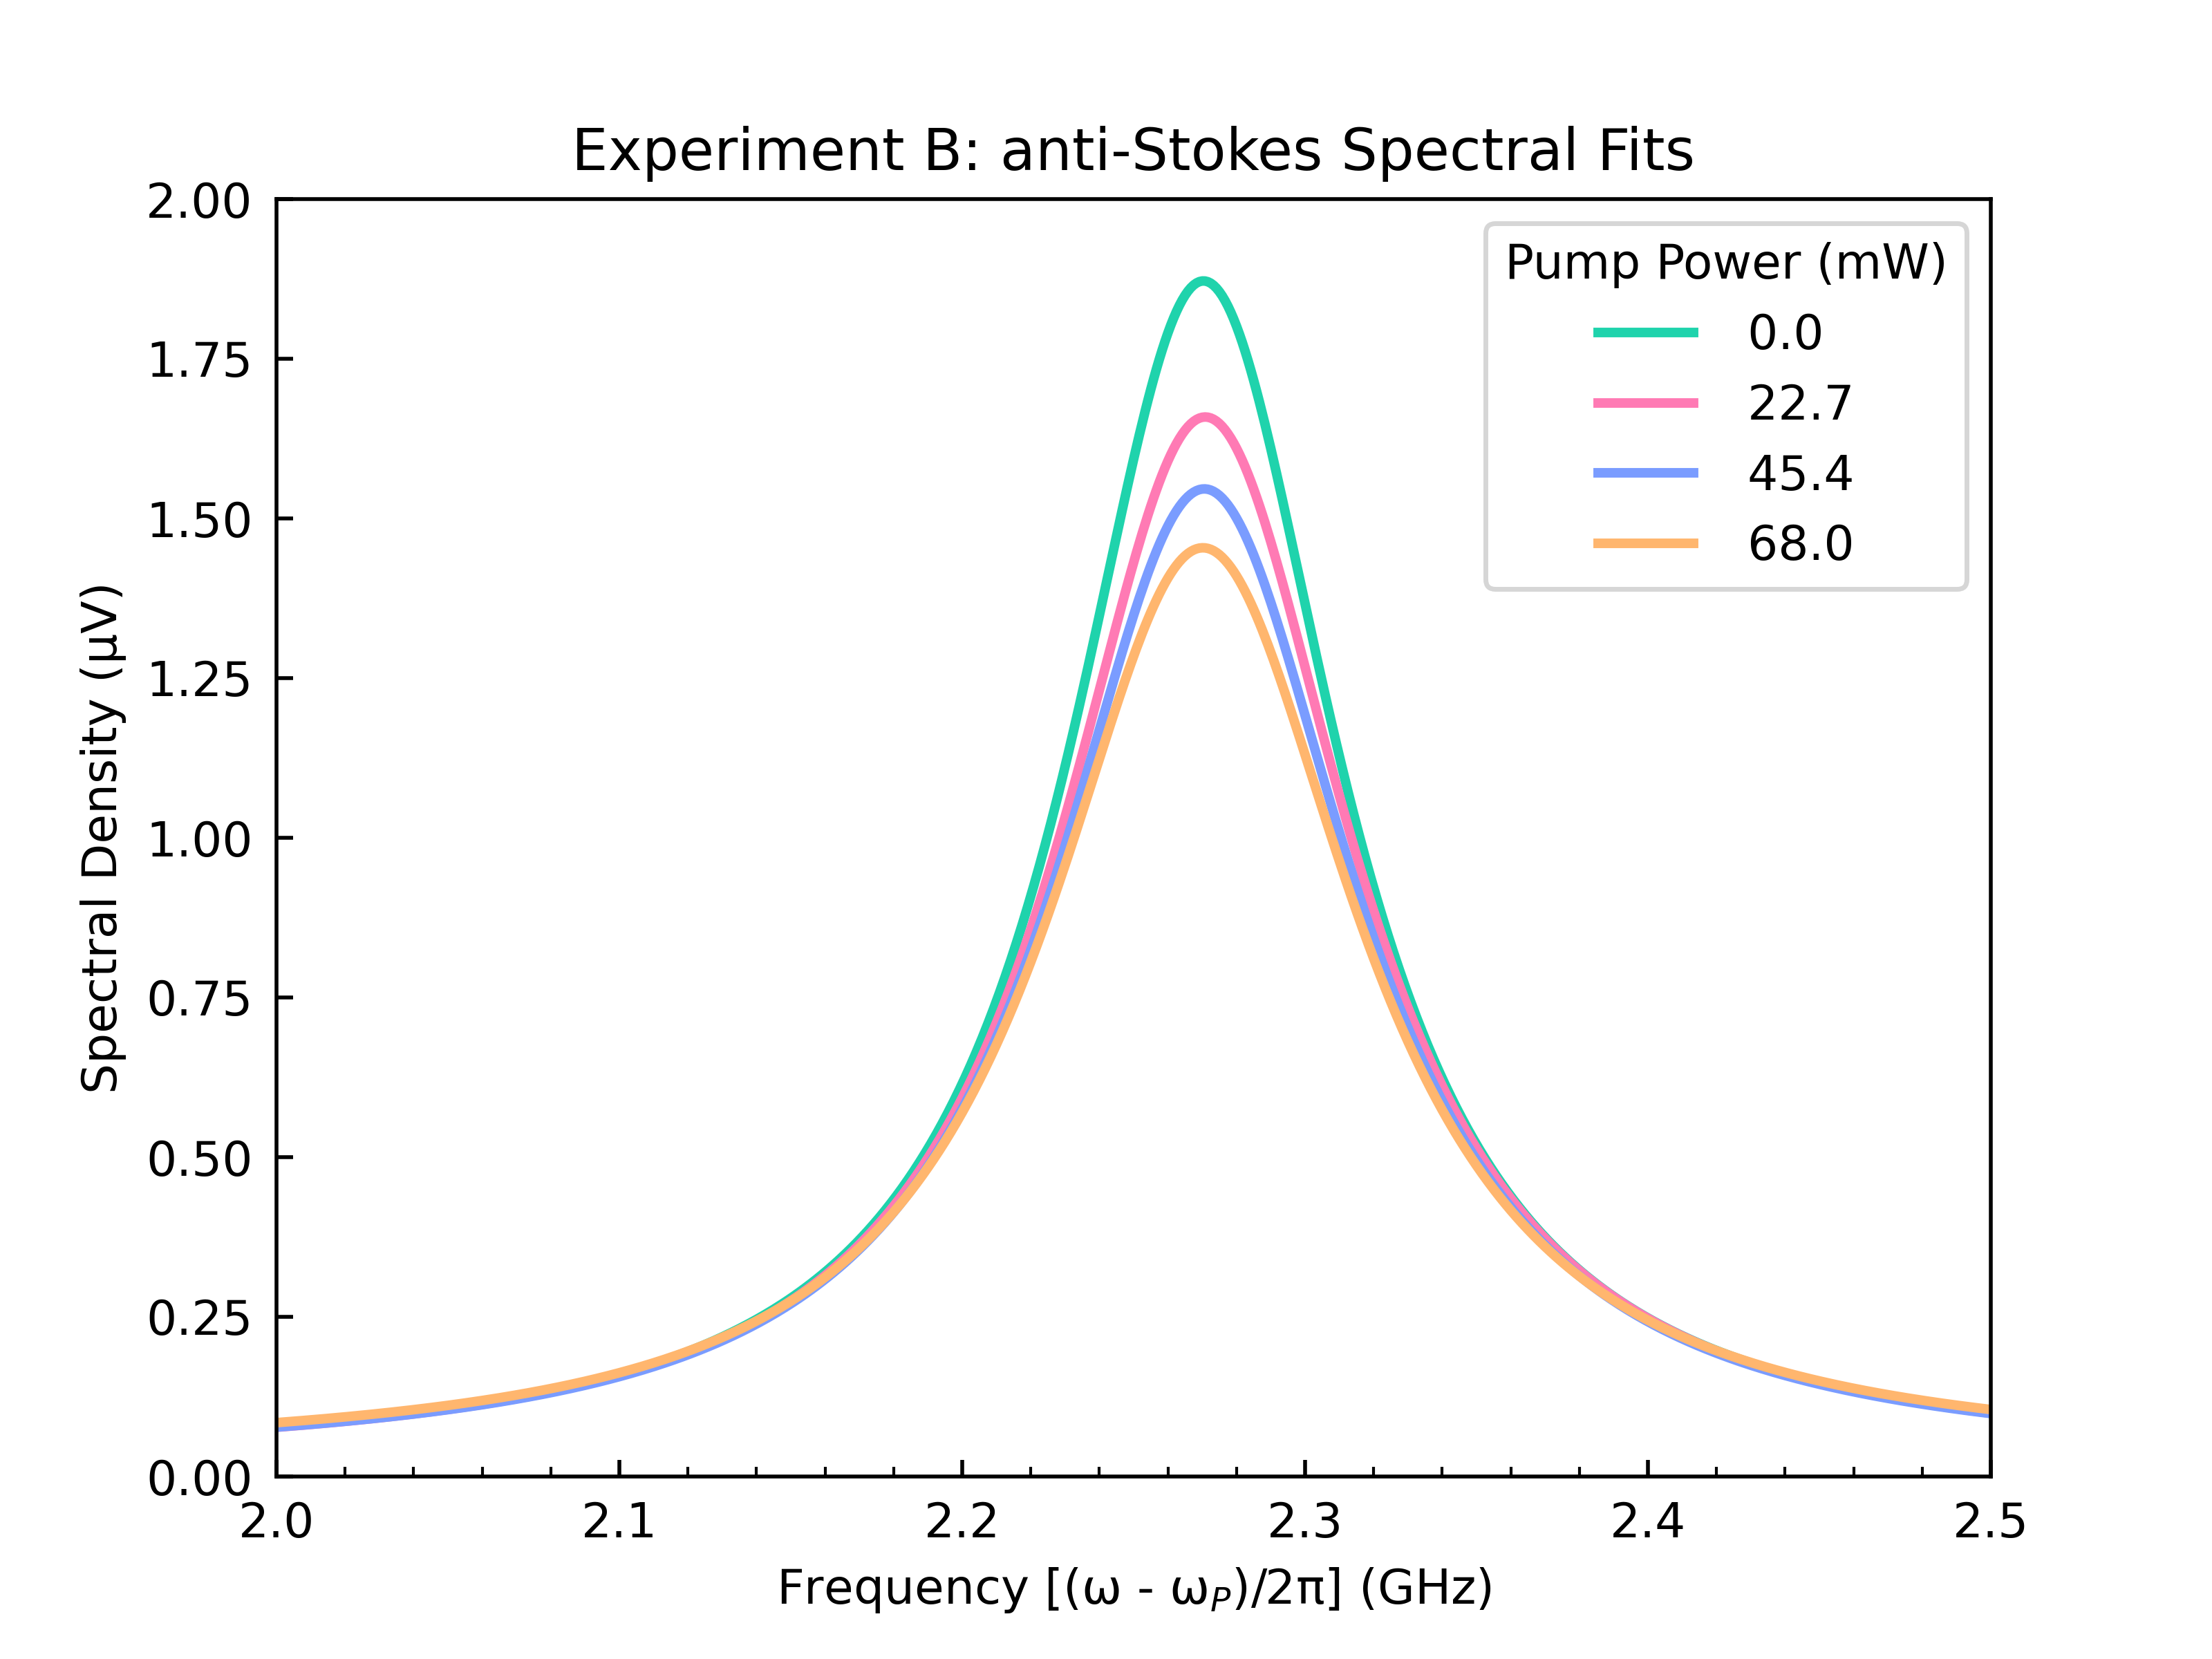 Experiment B: anti-Stokes Spectral Fits
Pump Power (mW)
0.0
22.7
45.4
68.0
Spectral Density (μV)
2.00
1.75
1.50
1.25
1.00
0.75
0.50
0.25
0.00
2.0 2.1 2.2 2.3 2.4 2.5
Frequency [(ω - ωP)/2π] (GHz)